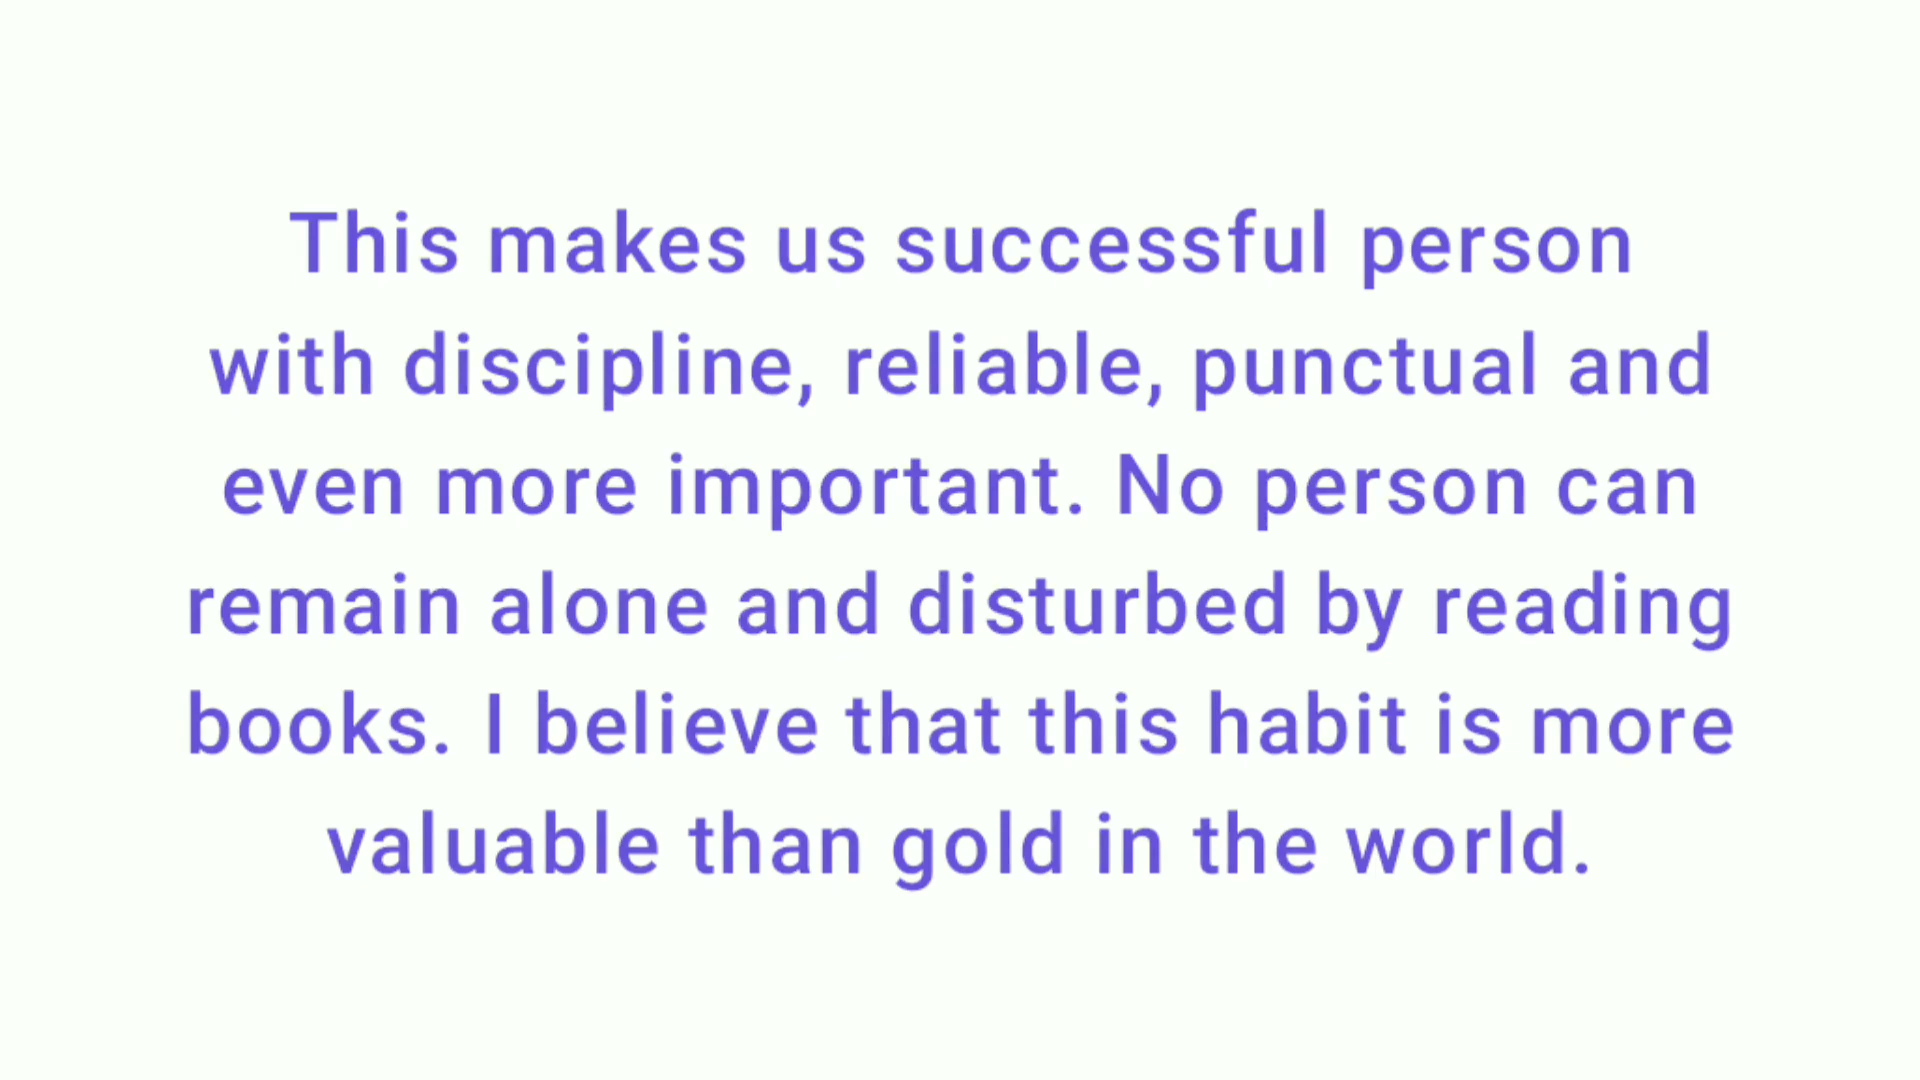 This makes us successful person
with discipline, reliable, punctual and
even more important. No person can
remain alone and disturbed by reading
books. I believe that this habit is more
valuable than gold in the world.